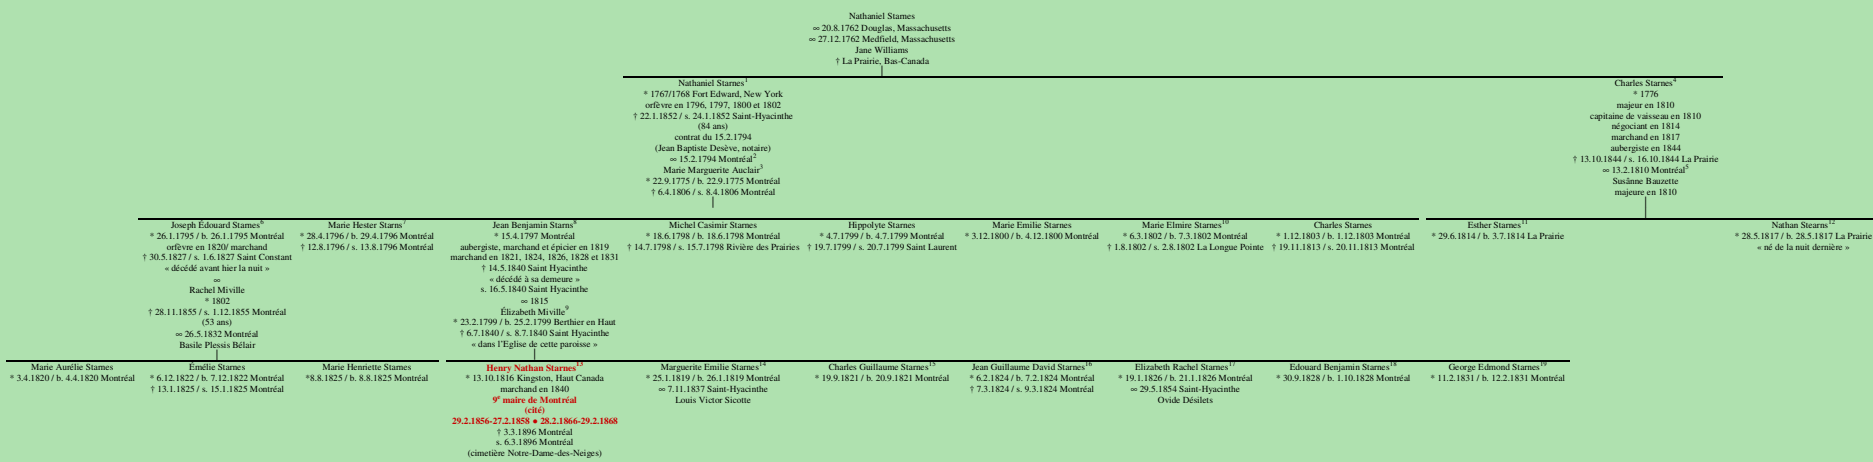 Nathaniel Starnes
∞ 20.8.1762 Douglas, Massachusetts
∞ 27.12.1762 Medfield, Massachusetts
Jane Williams
† La Prairie, Bas-Canada
Nathaniel Starnes1
* 1767/1768 Fort Edward, New York
orfèvre en 1796, 1797, 1800 et 1802
† 22.1.1852 / s. 24.1.1852 Saint-Hyacinthe
(84 ans)
contrat du 15.2.1794
(Jean Baptiste Desève, notaire)
∞ 15.2.1794 Montréal2
Marie Marguerite Auclair3
* 22.9.1775 / b. 22.9.1775 Montréal
† 6.4.1806 / s. 8.4.1806 Montréal
Charles Starnes4
* 1776
majeur en 1810
capitaine de vaisseau en 1810
négociant en 1814
marchand en 1817
aubergiste en 1844
† 13.10.1844 / s. 16.10.1844 La Prairie
∞ 13.2.1810 Montréal5
Susânne Bauzette
majeure en 1810
Joseph Édouard Starnes6
* 26.1.1795 / b. 26.1.1795 Montréal
orfèvre en 1820/ marchand
† 30.5.1827 / s. 1.6.1827 Saint Constant
« décédé avant hier la nuit »
∞
Rachel Miville
* 1802
† 28.11.1855 / s. 1.12.1855 Montréal
(53 ans)
∞ 26.5.1832 Montréal
Basile Plessis Bélair
Marie Hester Starns7
* 28.4.1796 / b. 29.4.1796 Montréal
† 12.8.1796 / s. 13.8.1796 Montréal
Jean Benjamin Starns8
* 15.4.1797 Montréal
aubergiste, marchand et épicier en 1819
marchand en 1821, 1824, 1826, 1828 et 1831
† 14.5.1840 Saint Hyacinthe
« décédé à sa demeure »
s. 16.5.1840 Saint Hyacinthe
∞ 1815
Élizabeth Miville9
* 23.2.1799 / b. 25.2.1799 Berthier en Haut
† 6.7.1840 / s. 8.7.1840 Saint Hyacinthe
« dans l'Eglise de cette paroisse »
Michel Casimir Starnes
* 18.6.1798 / b. 18.6.1798 Montréal
† 14.7.1798 / s. 15.7.1798 Rivière des Prairies
Hippolyte Starnes
* 4.7.1799 / b. 4.7.1799 Montréal
† 19.7.1799 / s. 20.7.1799 Saint Laurent
Marie Emilie Starnes
* 3.12.1800 / b. 4.12.1800 Montréal
Marie Elmire Starnes10
* 6.3.1802 / b. 7.3.1802 Montréal
† 1.8.1802 / s. 2.8.1802 La Longue Pointe
Charles Starnes
* 1.12.1803 / b. 1.12.1803 Montréal
† 19.11.1813 / s. 20.11.1813 Montréal
Esther Starnes11
* 29.6.1814 / b. 3.7.1814 La Prairie
Nathan Stearns12
* 28.5.1817 / b. 28.5.1817 La Prairie
« né de la nuit dernière »
Marie Aurélie Starnes
* 3.4.1820 / b. 4.4.1820 Montréal
Émélie Starnes
* 6.12.1822 / b. 7.12.1822 Montréal
† 13.1.1825 / s. 15.1.1825 Montréal
Marie Henriette Starnes
*8.8.1825 / b. 8.8.1825 Montréal
Henry Nathan Starnes13
* 13.10.1816 Kingston, Haut Canada
marchand en 1840
9e maire de Montréal
(cité)
29.2.1856-27.2.1858 ● 28.2.1866-29.2.1868
† 3.3.1896 Montréal
s. 6.3.1896 Montréal
(cimetière Notre-Dame-des-Neiges)
Marguerite Emilie Starnes14
* 25.1.1819 / b. 26.1.1819 Montréal
∞ 7.11.1837 Saint-Hyacinthe
Louis Victor Sicotte
Charles Guillaume Starnes15
* 19.9.1821 / b. 20.9.1821 Montréal
Jean Guillaume David Starnes16
* 6.2.1824 / b. 7.2.1824 Montréal
† 7.3.1824 / s. 9.3.1824 Montréal
Elizabeth Rachel Starnes17
* 19.1.1826 / b. 21.1.1826 Montréal
∞ 29.5.1854 Saint-Hyacinthe
Ovide Désilets
Edouard Benjamin Starnes18
* 30.9.1828 / b. 1.10.1828 Montréal
George Edmond Starnes19
* 11.2.1831 / b. 12.2.1831 Montréal